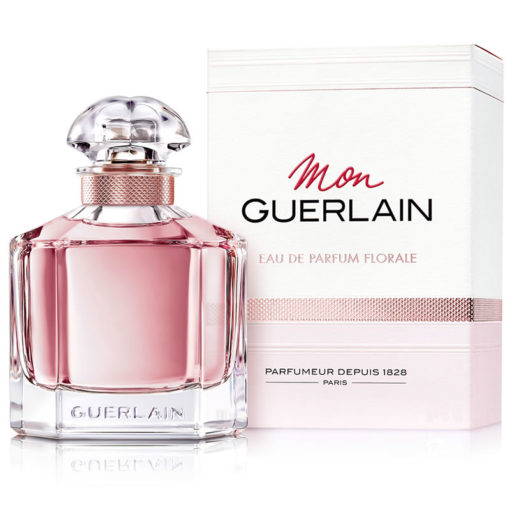 Mon
GUERLAIN
EAU DE PARFUM FLORALE
PARFUMEUR DEPUIS 1828
PARIS
GUERLAIN